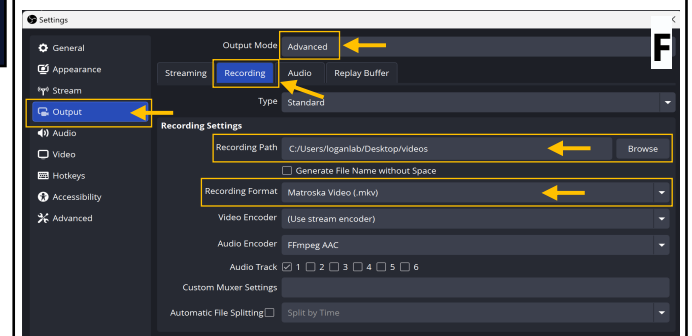 Settings
F
General
Appearance
Stream
Output
Audio
Video
Hotkeys
Accessibility
Advanced
Output Mode Advanced
Streaming Recording Audio Replay Buffer
Type Standard
Recording Settings
Recording Path C:/Users/loganlab/Desktop/videos Browse
Generate File Name without Space
Recording Format Matroska Video (.mkv)
Video Encoder (Use stream encoder)
Audio Encoder FFmpeg AAC
Audio Track 1 2 3 4 5 6
Custom Muxer Settings
Automatic File Splitting Split by Time